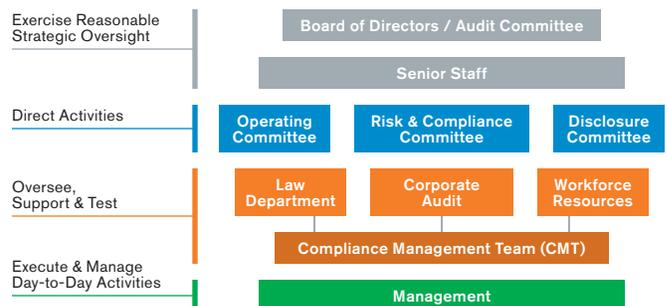 Exercise Reasonable
Strategic Oversight
Board of Directors / Audit Committee
Senior Staff
Direct Activities
Operating
Committee
Risk & Compliance
Committee
Disclosure
Committee
Oversee,
Support & Test
Law
Department
Corporate
Audit
Workforce
Resources
Compliance Management Team (CMT)
Execute & Manage
Day-to-Day Activities
Management